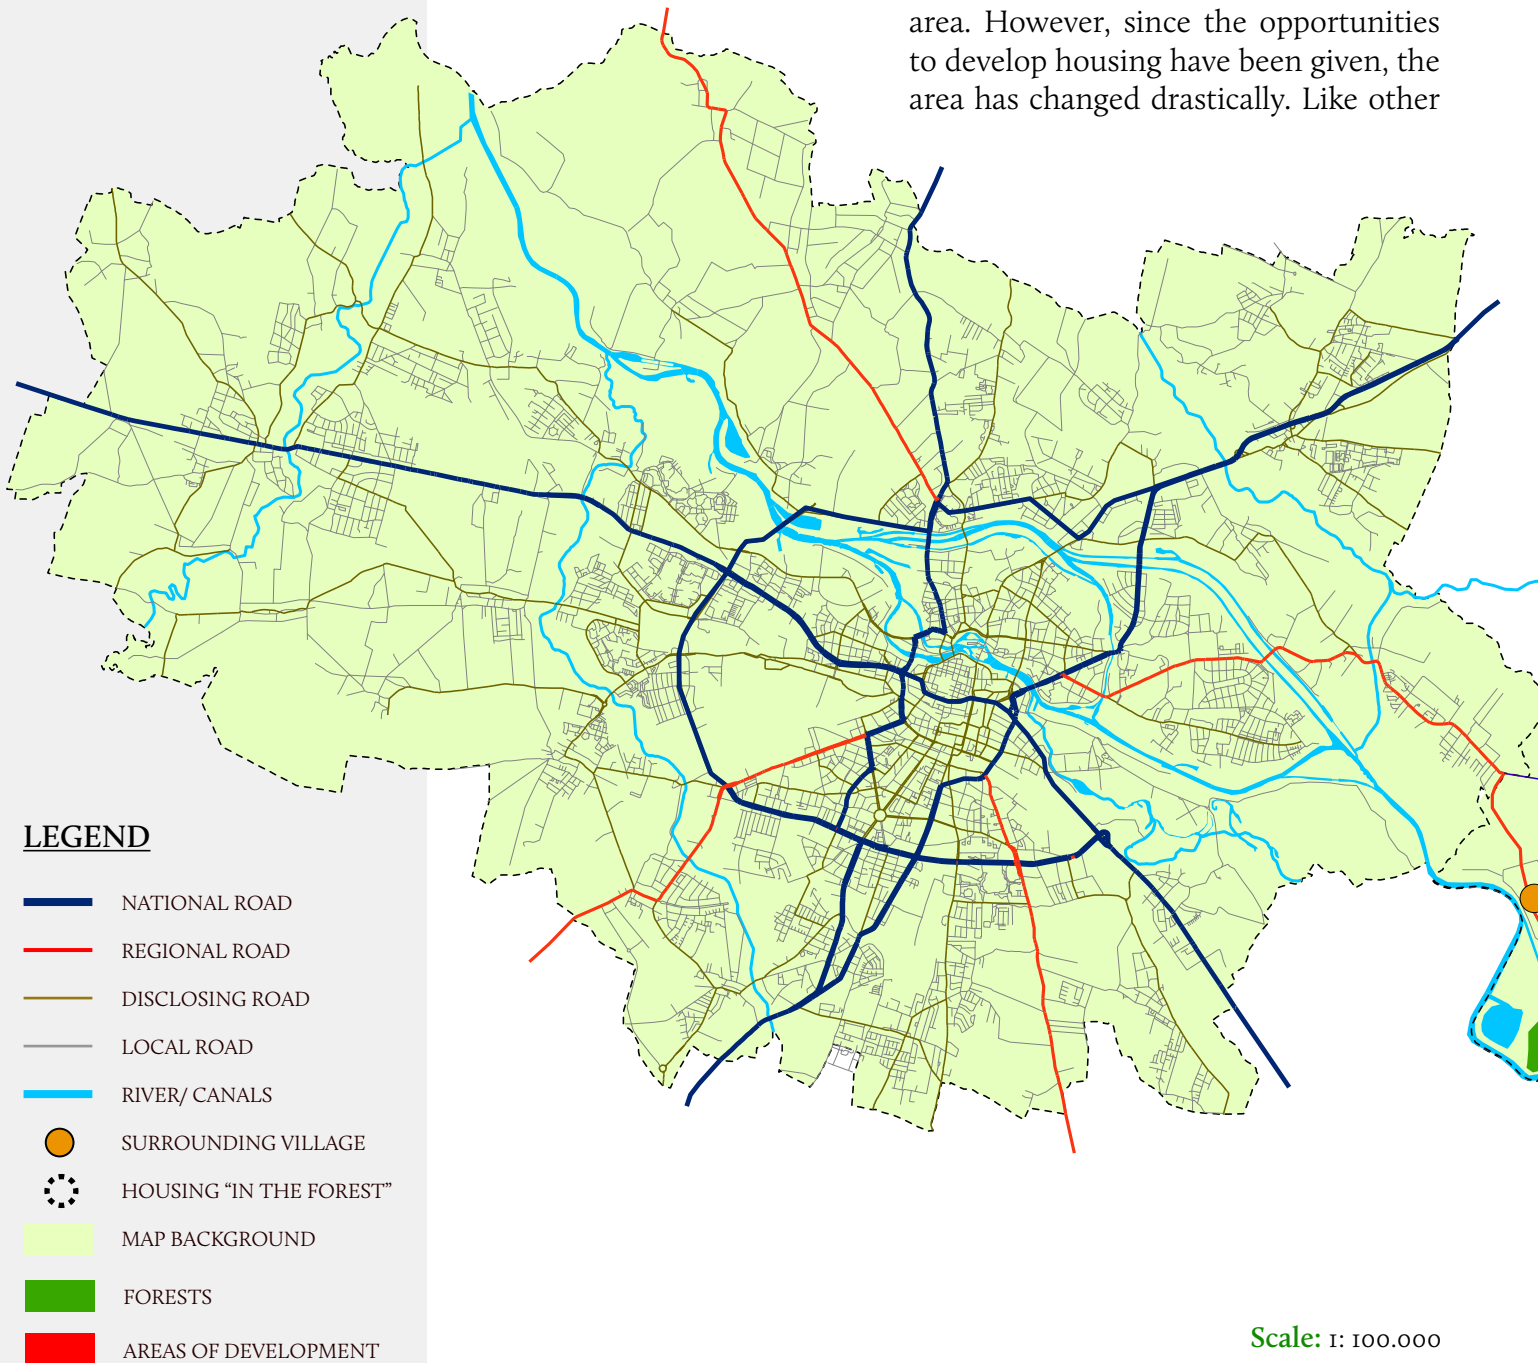 area. However, since the opportunities
to develop housing have been given, the
area has changed drastically. Like other
LEGEND
NATIONAL ROAD
REGIONAL ROAD
DISCLOSING ROAD
LOCAL ROAD
RIVER/ CANALS
SURROUNDING VILLAGE
HOUSING “IN THE FOREST”
MAP BACKGROUND
FORESTS
AREAS OF DEVELOPMENT
Scale: 1: 100.000